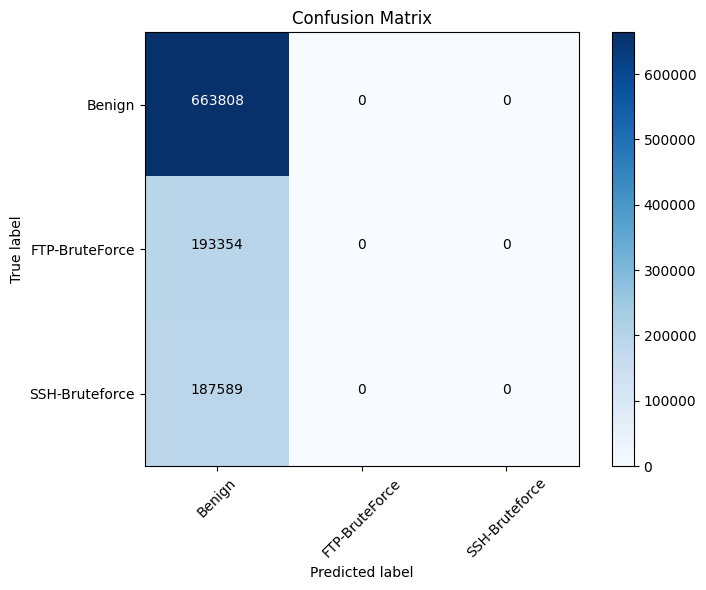 Confusion Matrix
True label
Benign
663808 0 0
FTP-BruteForce
193354 0 0
SSH-Bruteforce
187589 0 0
Benign
FTP-BruteForce
SSH-Bruteforce
Predicted label
600000
500000
400000
300000
200000
100000
0